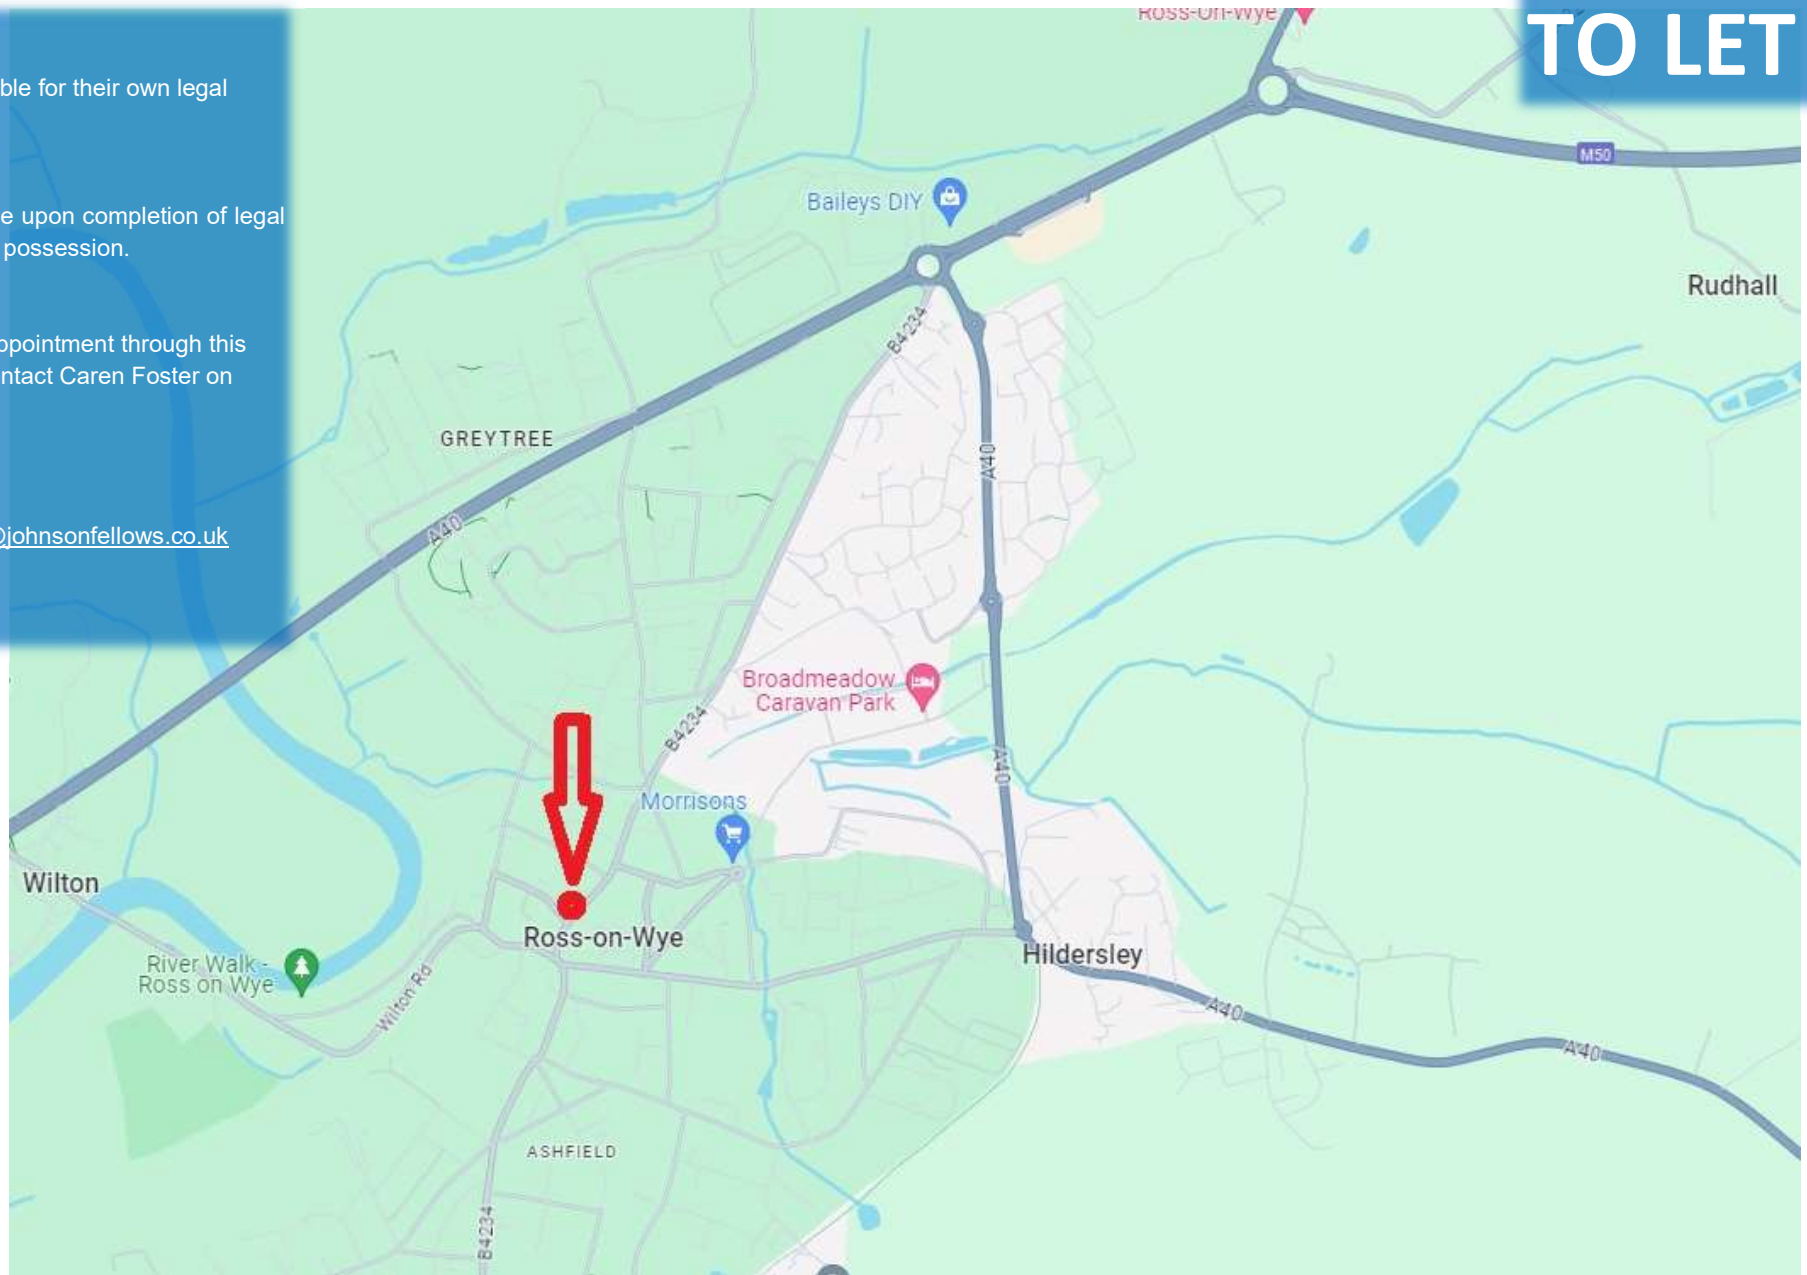 TO LET
ble for their own legal
e upon completion of legal
possession.
ppointment through this
ntact Caren Foster on
@johnsonfellows.co.uk
Ross-On-Wye
M50
Baileys DIY
Rudhall
B4234
GREYTREE
A40
A40
Broadmeadow
Caravan Park
B4234
A40
Morrisons
Wilton
Ross-on-Wye
Hildersley
River Walk -
Ross on Wye
Wilton Rd
A40
A40
ASHFIELD
B4234